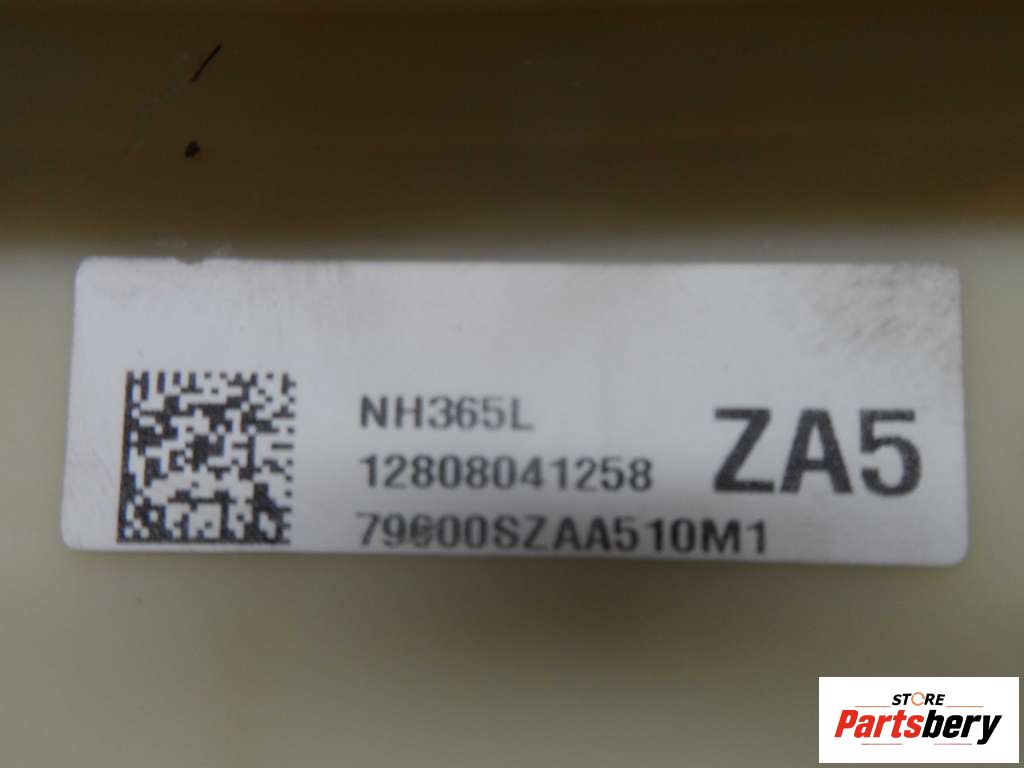 NH365L
12808041258
ZA5
79600SZAA510M1
STORE
Partsbery